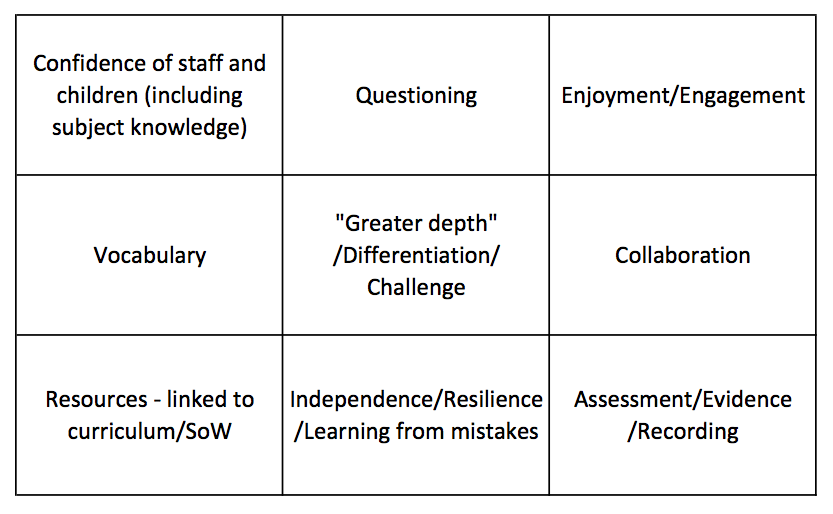 Confidence of staff and
children (including
subject knowledge)
Questioning
Enjoyment/Engagement
Vocabulary
"Greater depth"
/Differentiation/
Challenge
Collaboration
Resources - linked to
curriculum/SoW
Independence/Resilience
/Learning from mistakes
Assessment/Evidence
/Recording